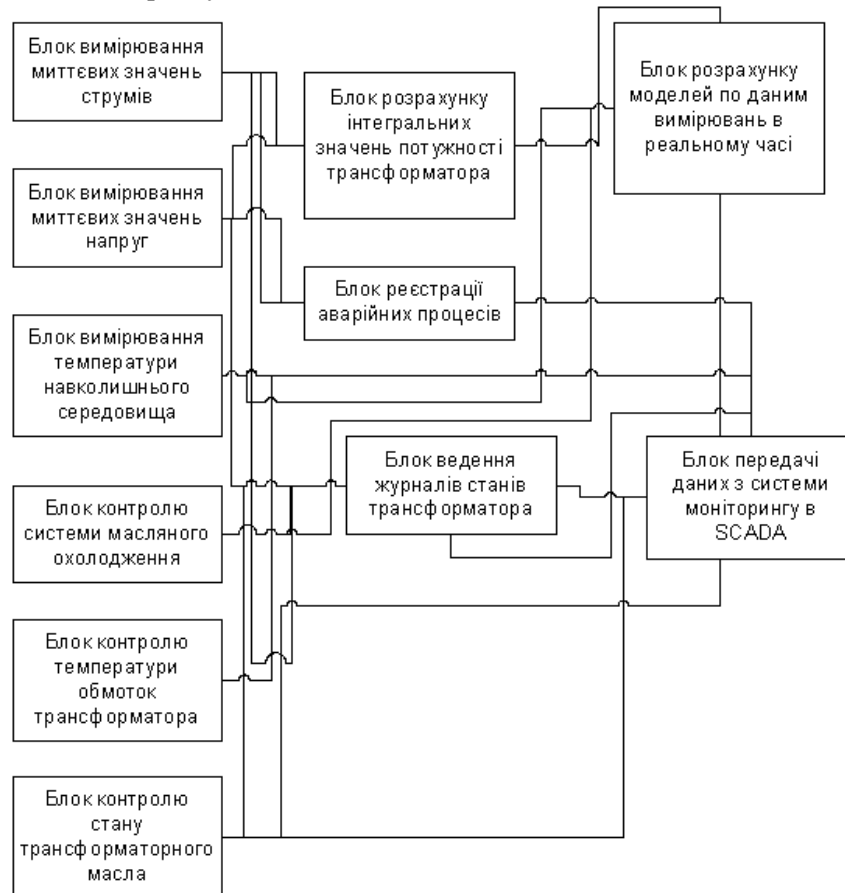 Блок вимірювання
миттєвих значень
струмів
Блок розрахунку
інтегральних
значень потужності
трансформатора
Блок розрахунку
моделей по даним
вимірювань в
реальному часі
Блок вимірювання
миттєвих значень
напруг
Блок реєстрації
аварійних процесів
Блок вимірювання
температури
навколишнього
середовища
Блок ведення
журналів станів
трансформатора
Блок передачі
даних з системи
моніторингу в
SCADA
Блок контролю
системи масляного
охолодження
Блок контролю
температури
обмоток
трансформатора
Блок контролю
стану
трансформаторного
масла